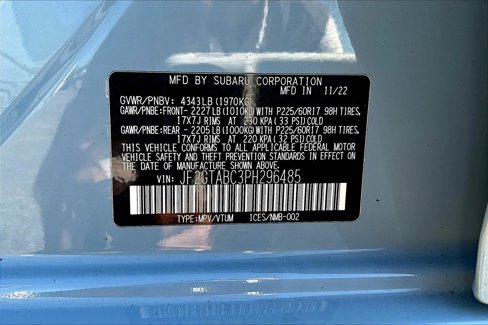 MFD BY SUBARU CORPORATION
MFD IN 11/22
GVWR/PNBV: 4343LB(1970KG)
GAWR/PNBE:FRONT- 2227LB(1010KG)WITH P225/60R17 98H TIRES,
17X7J RIMS AT 230 KPA( 33 PSI)COLD
GAWR/PNBE:REAR - 2205LB(1000KG)WITH P225/60R17 98H TIRES,
17X7J RIMS AT 220 KPA( 32 PSI)COLD
THIS VEHICLE CONFORMS TO ALL APPLICABLE FEDERAL MOTOR
VEHICLE SAFETY AND THEFT PREVENTION STANDARDS IN
EFFECT ON THE DATE OF MANUFACTURE SHOWN ABOVE.
VIN: JF2GTABC3PH296485
TYPE:MPV/VTUM ICES/NMB-002